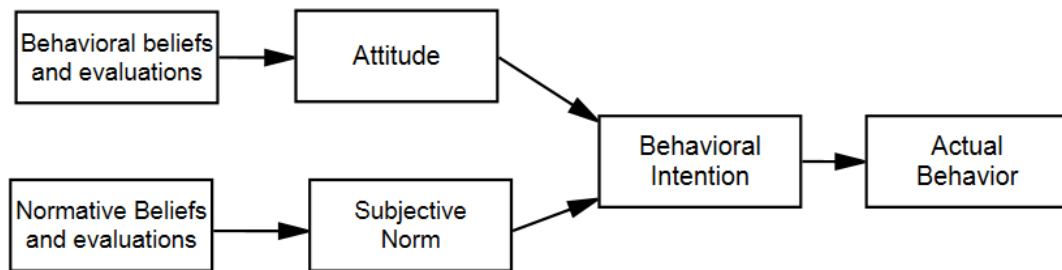 Behavioral beliefs
and evaluations
Attitude
Normative Beliefs
and evaluations
Subjective
Norm
Behavioral
Intention
Actual
Behavior